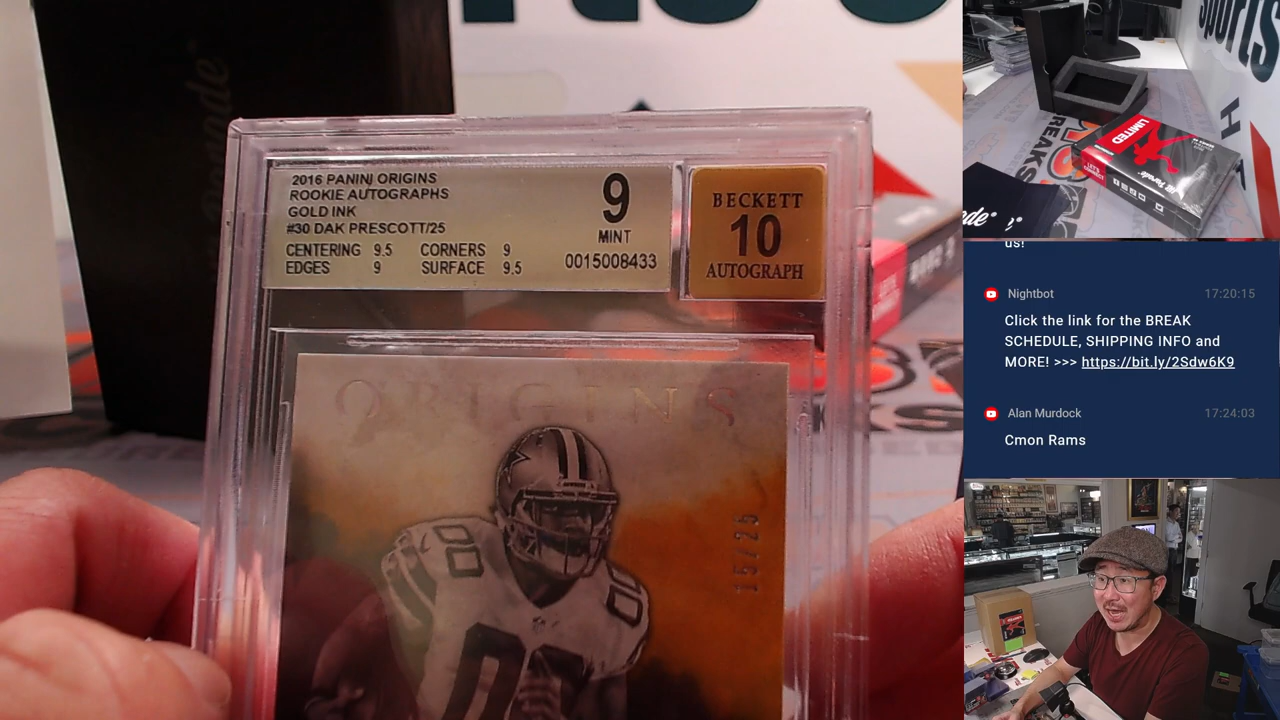 2016 PANINI ORIGINS
ROOKIE AUTOGRAPHS
GOLD INK
#30 DAK PRESCOTT/25
CENTERING 9.5 CORNERS 9
EDGES 9 SURFACE 9.5
9
MINT
0015008433
BECKETT
10
AUTOGRAPH
ORIGINS
15/25
sports
BREAKS
LIMITED
us!
Nightbot 17:20:15
Click the link for the BREAK
SCHEDULE, SHIPPING INFO and
MORE! >>> https://bit.ly/2Sdw6K9
Alan Murdock 17:24:03
Cmon Rams